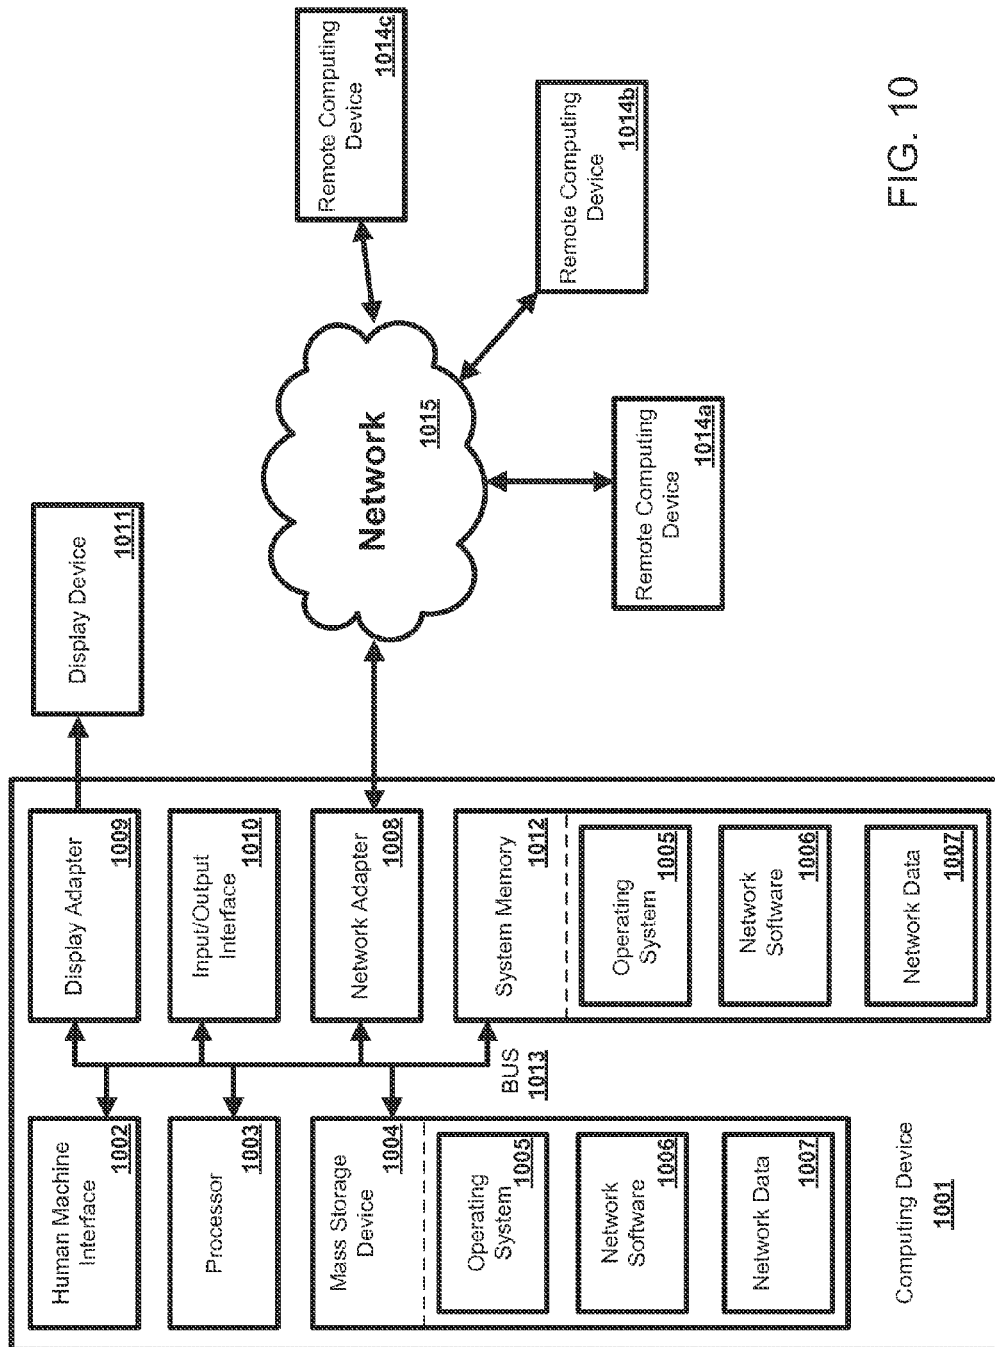 Human Machine
Interface
1002
Processor
1003
Mass Storage
Device
1004
Operating
System
1005
Network
Software
1006
Network Data
1007
Computing Device
1001
BUS
1013
Display Adapter
1009
Input/Output
Interface
1010
Network Adapter
1008
System Memory
1012
Operating
System
1005
Network
Software
1006
Network Data
1007
Display Device
1011
Network
1015
Remote Computing
Device
1014a
Remote Computing
Device
1014b
Remote Computing
Device
1014c
FIG. 10